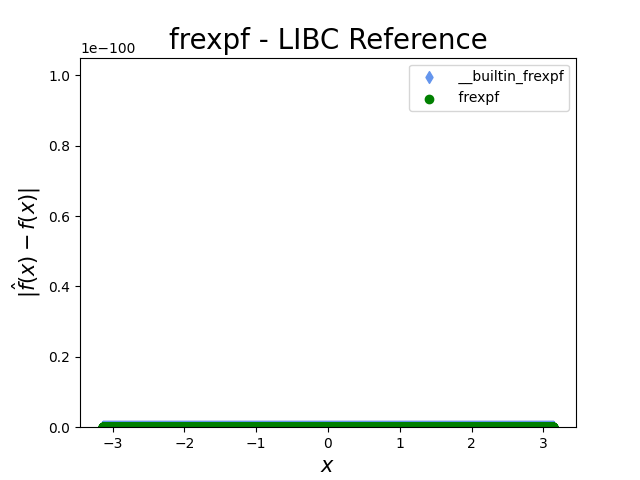 frexpf - LIBC Reference
1e−100
1.0
0.8
0.6
0.4
0.2
0.0
|f̂(x) − f(x)|
__builtin_frexpf
frexpf
−3
−2
−1
0
1
2
3
x